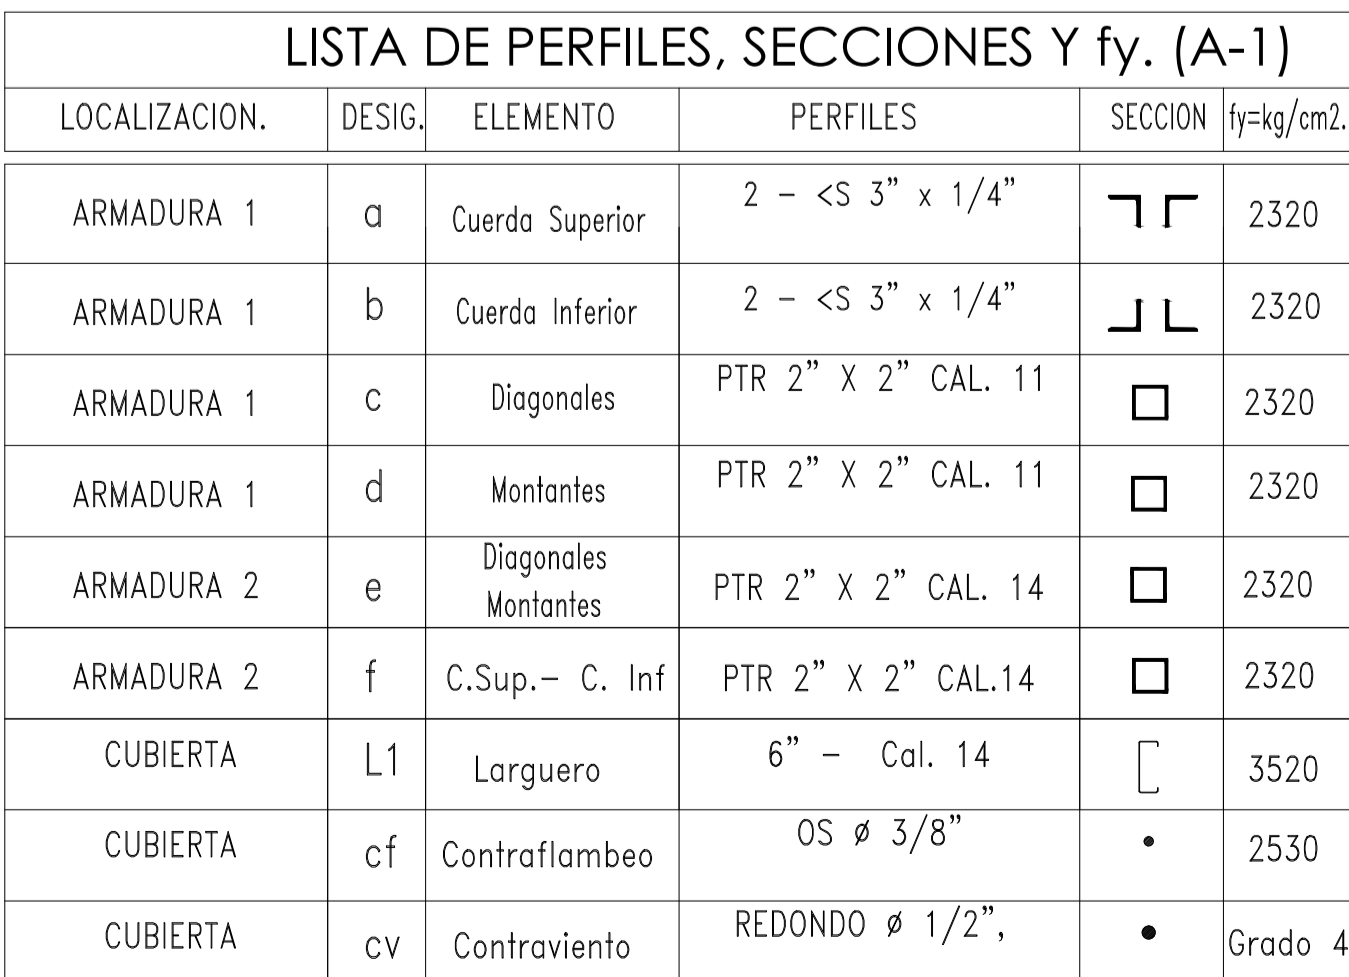 LISTA DE PERFILES, SECCIONES Y fy. (A-1)
LOCALIZACION. DESIG. ELEMENTO PERFILES SECCION fy=kg/cm2.
ARMADURA 1 a Cuerda Superior 2 - <S 3" x 1/4" 2320
ARMADURA 1 b Cuerda Inferior 2 - <S 3" x 1/4" 2320
ARMADURA 1 c Diagonales PTR 2" X 2" CAL. 11 2320
ARMADURA 1 d Montantes PTR 2" X 2" CAL. 11 2320
ARMADURA 2 e Diagonales
Montantes PTR 2" X 2" CAL. 14 2320
ARMADURA 2 f C.Sup.- C. Inf PTR 2" X 2" CAL.14 2320
CUBIERTA L1 Larguero 6" - Cal. 14 3520
CUBIERTA cf Contraflambeo OS ø 3/8" 2530
CUBIERTA cv Contraviento REDONDO ø 1/2", Grado 4